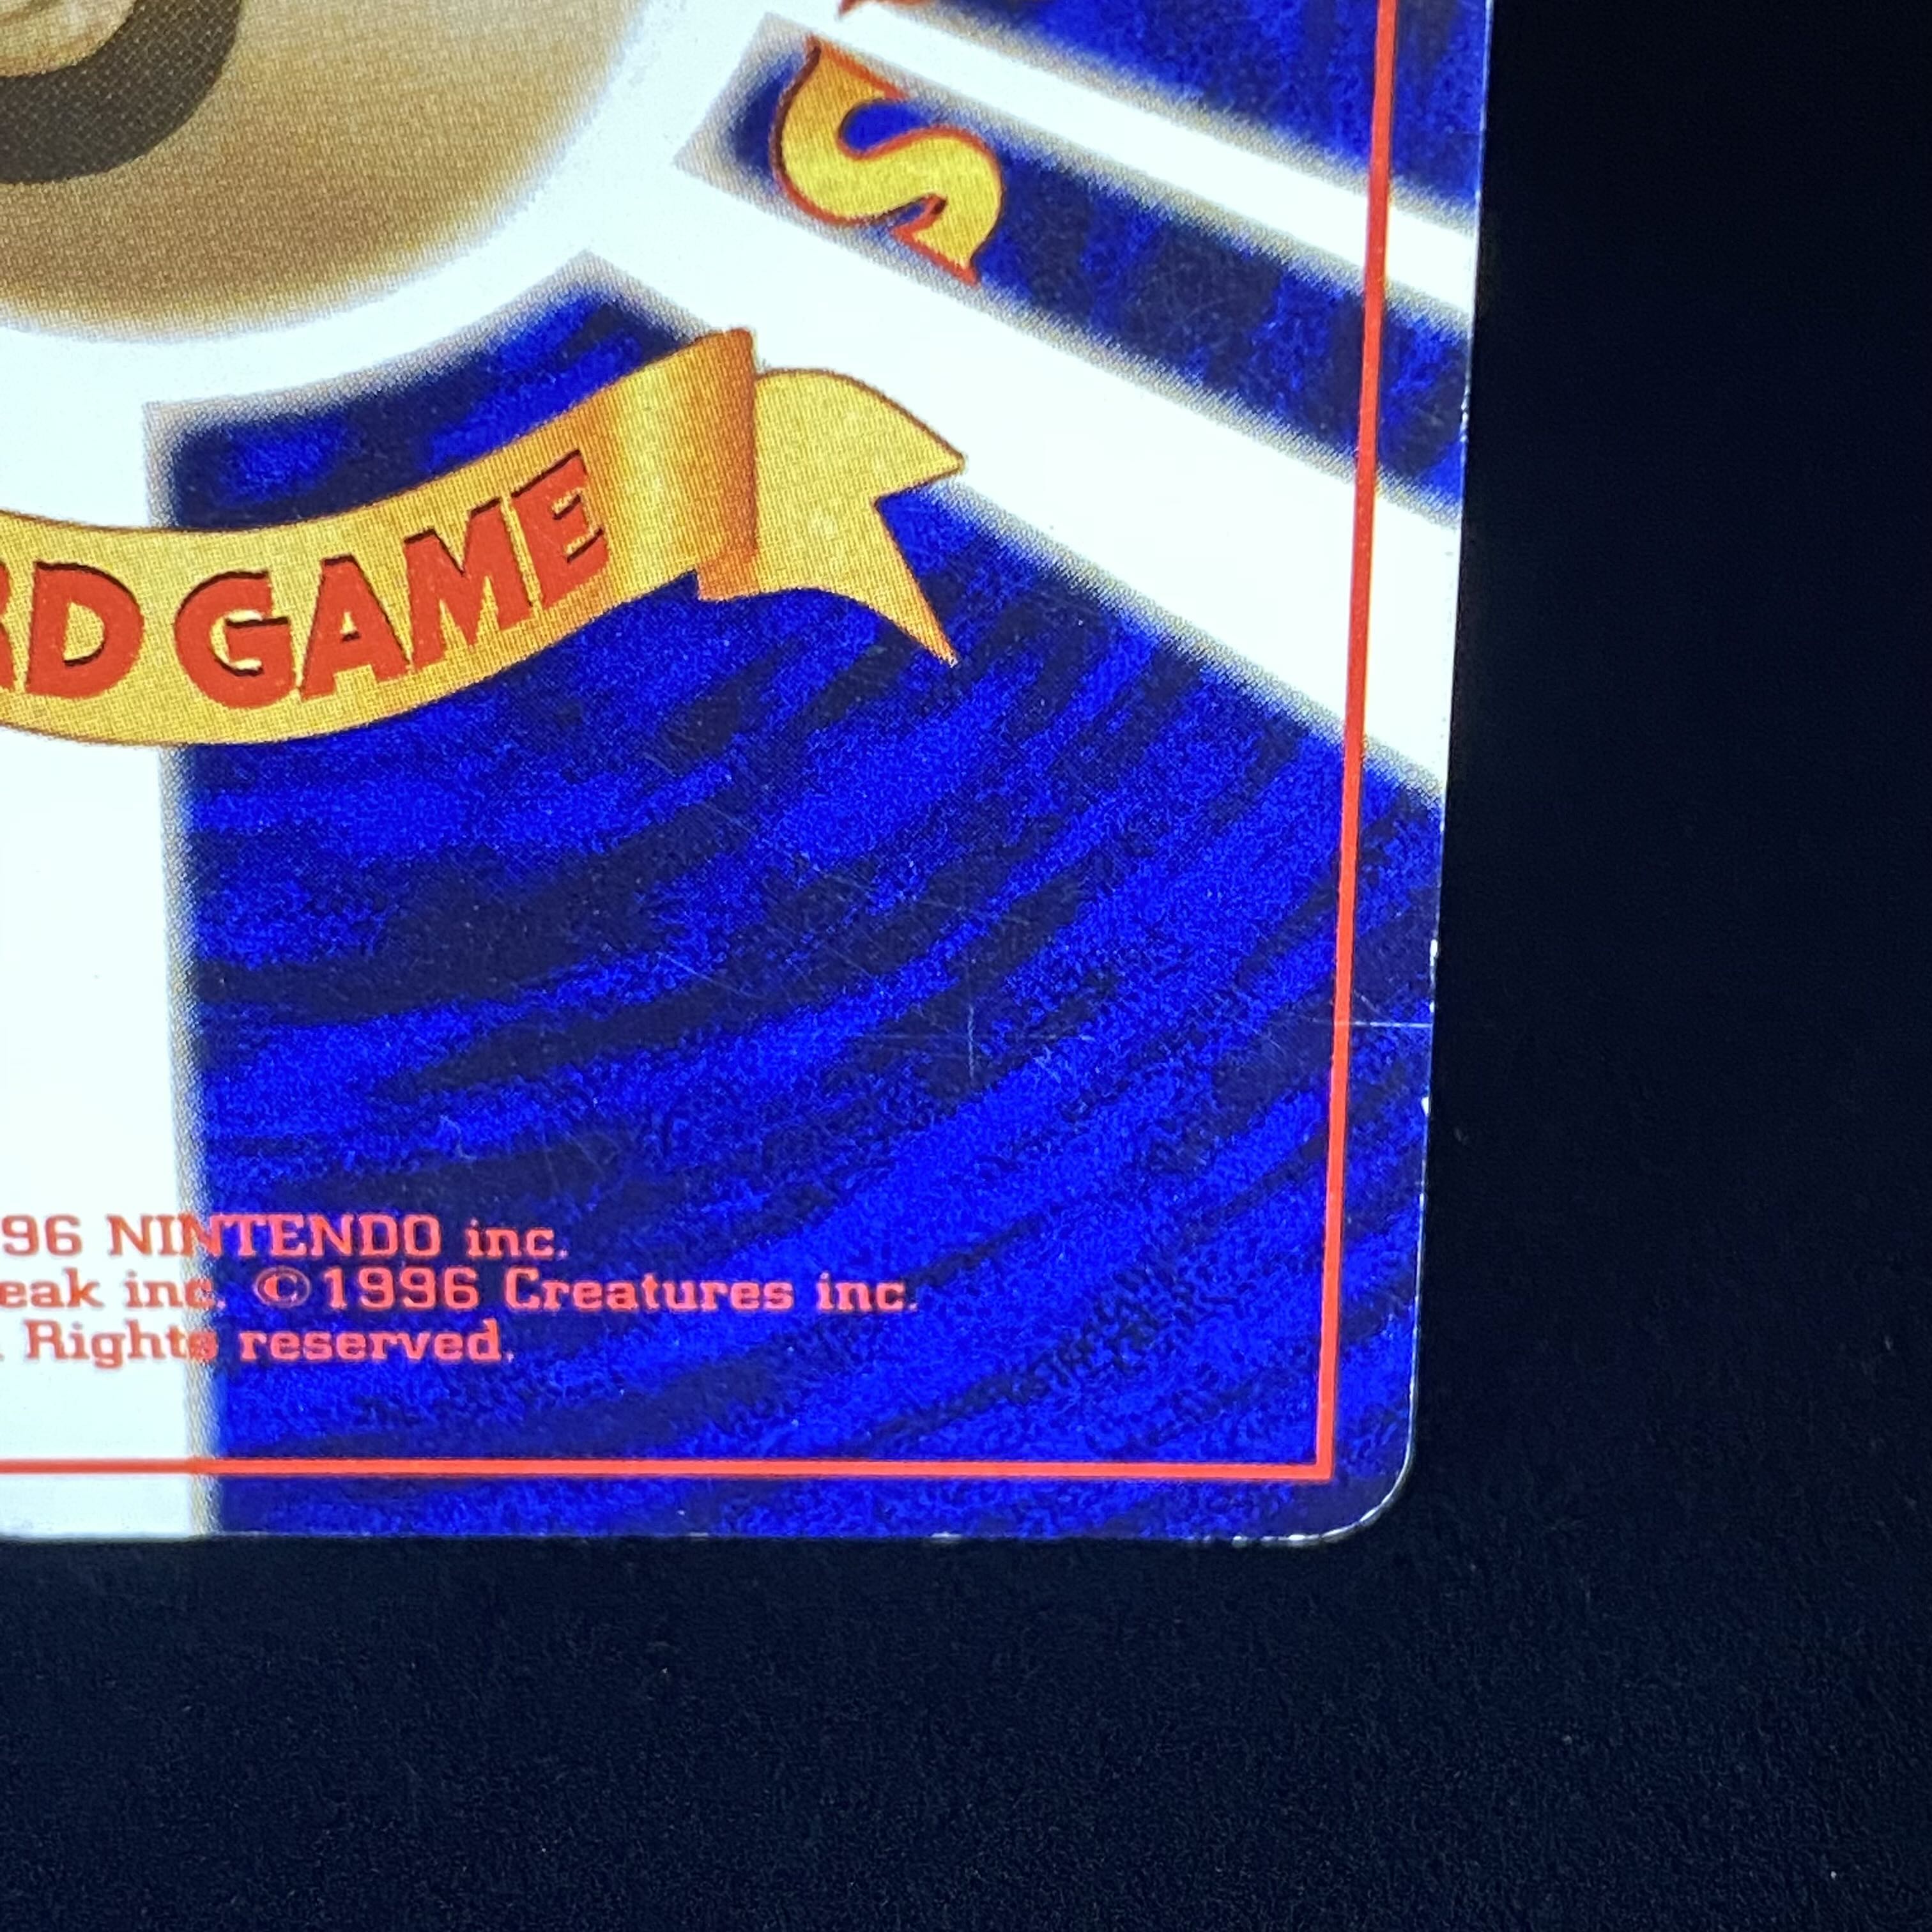 S
RD GAME
96 NINTENDO inc.
eak inc. ©1996 Creatures inc.
Rights reserved.